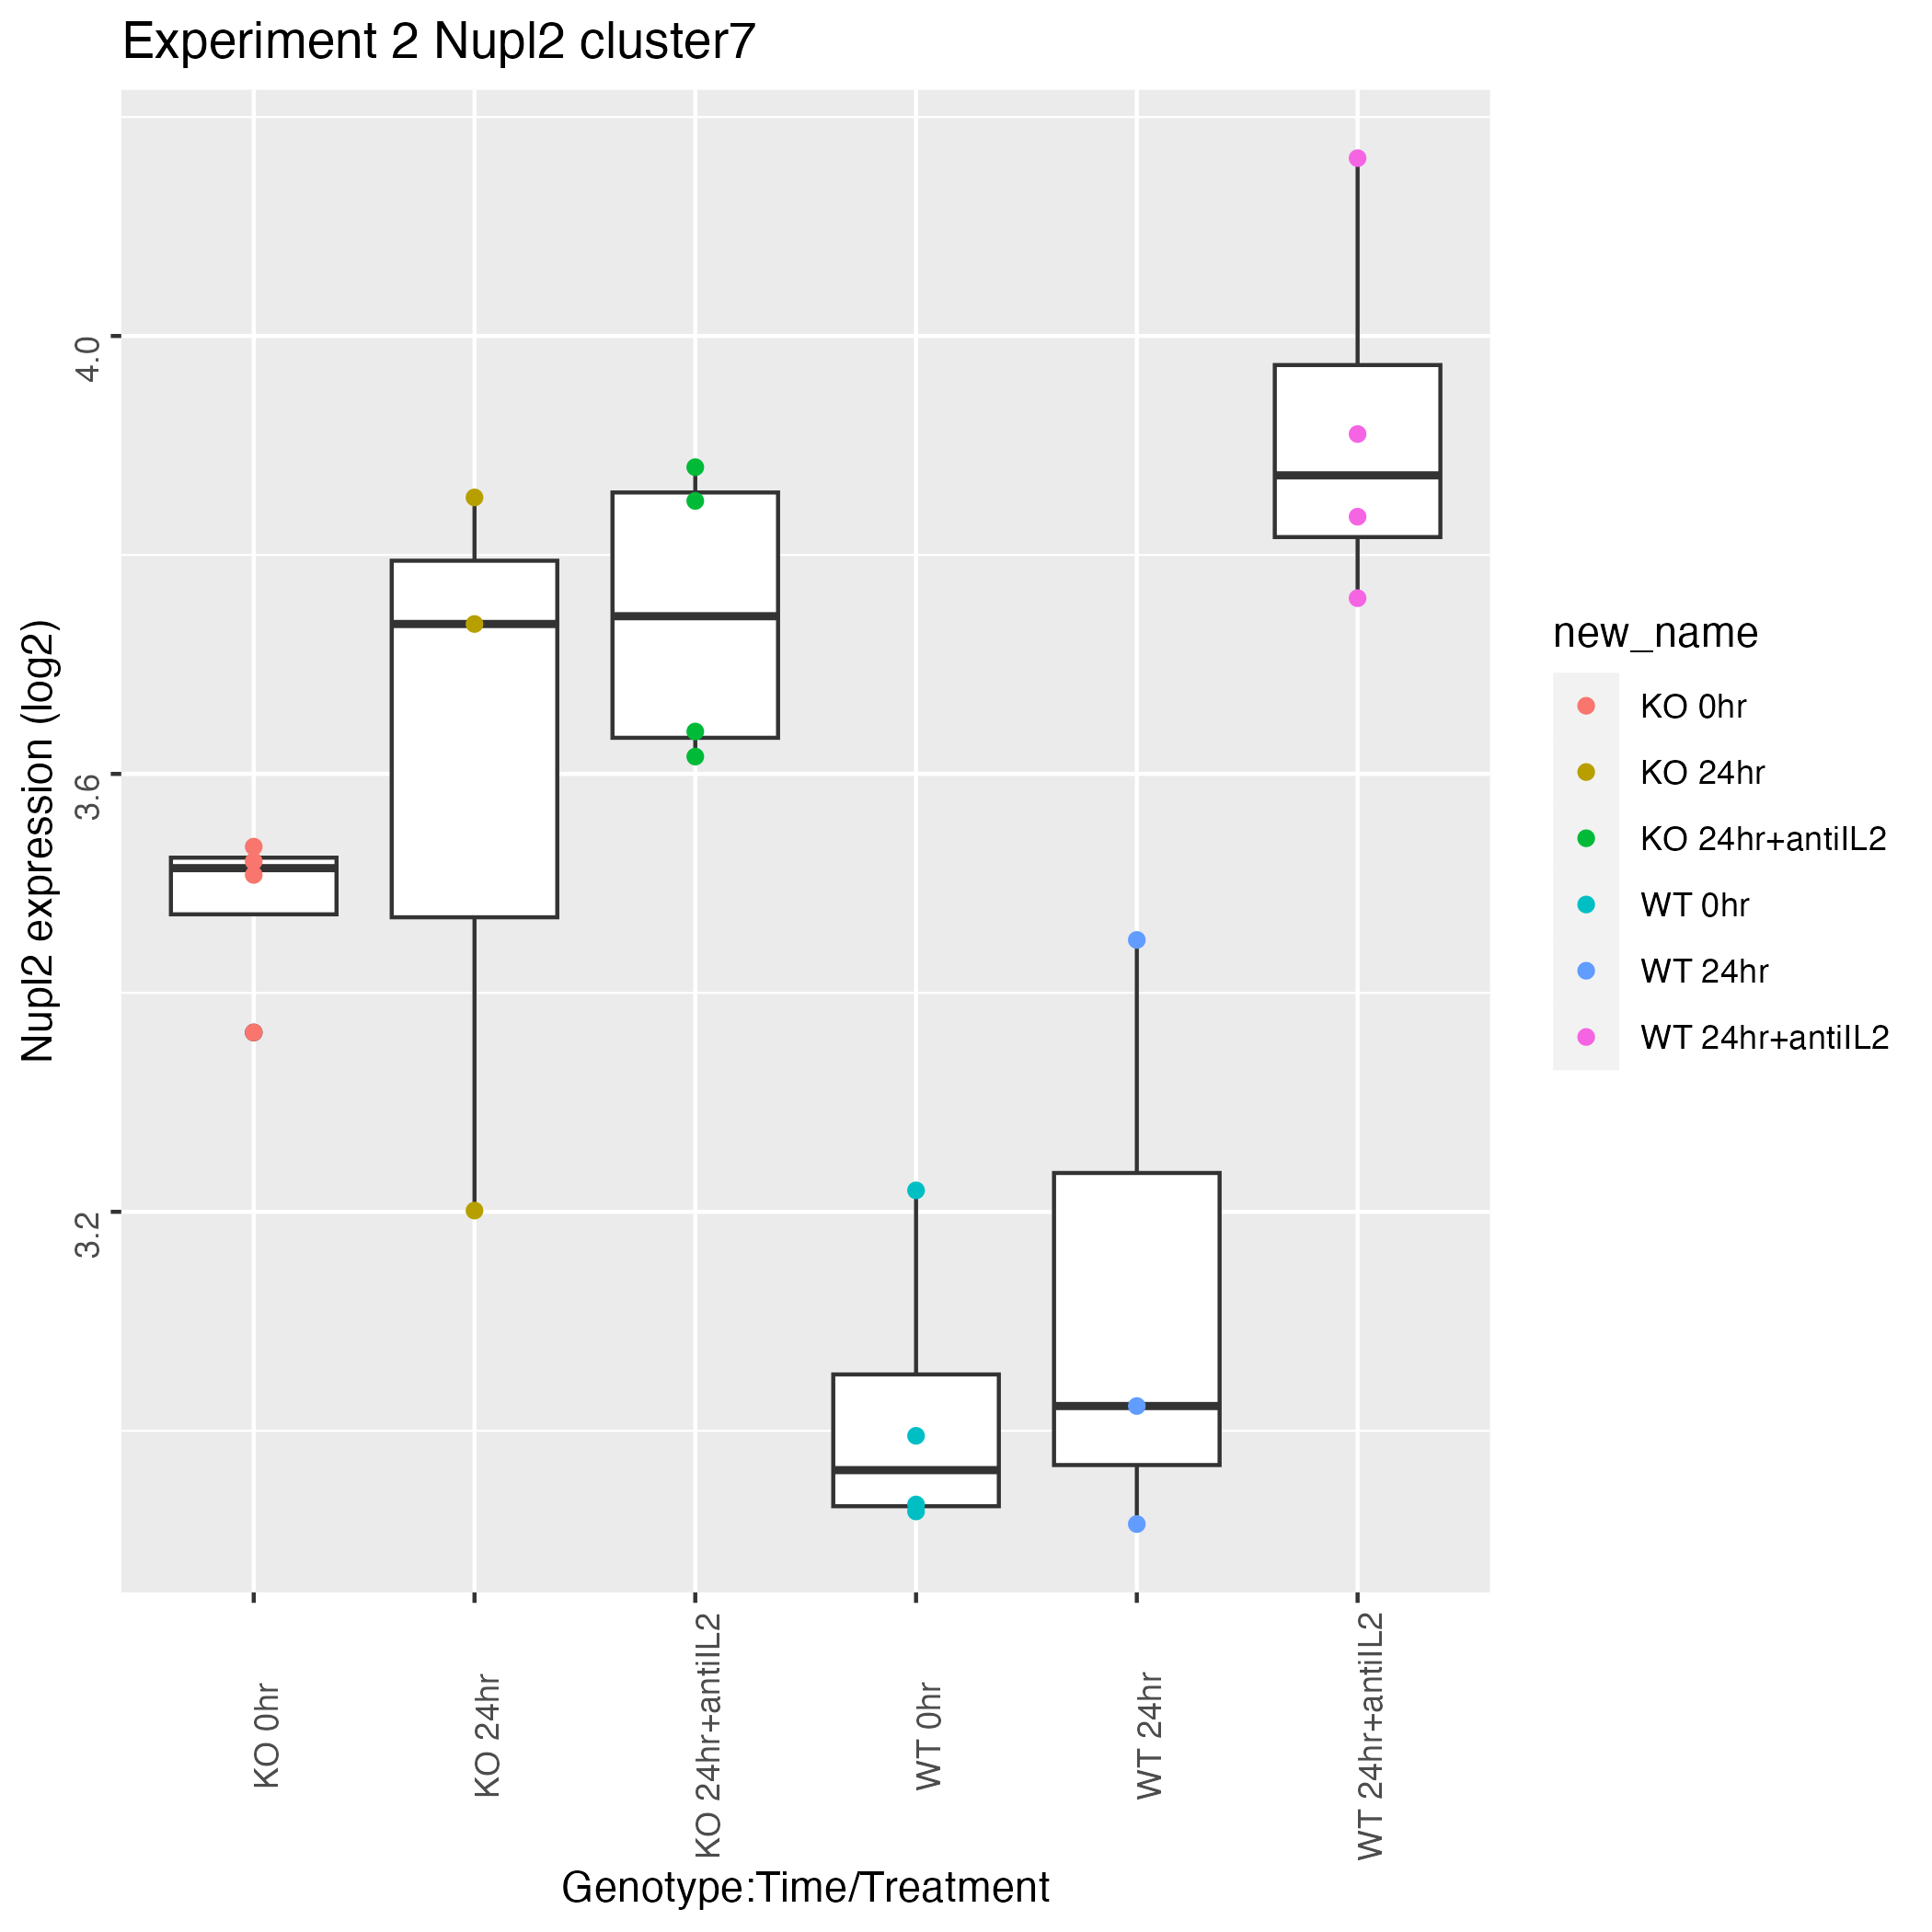 Experiment 2 Nupl2 cluster7
Nupl2 expression (log2)
4.0
3.6
3.2
KO 0hr
KO 24hr
KO 24hr+antiIL2
WT 0hr
WT 24hr
WT 24hr+antiIL2
Genotype:Time/Treatment
new_name
KO 0hr
KO 24hr
KO 24hr+antiIL2
WT 0hr
WT 24hr
WT 24hr+antiIL2